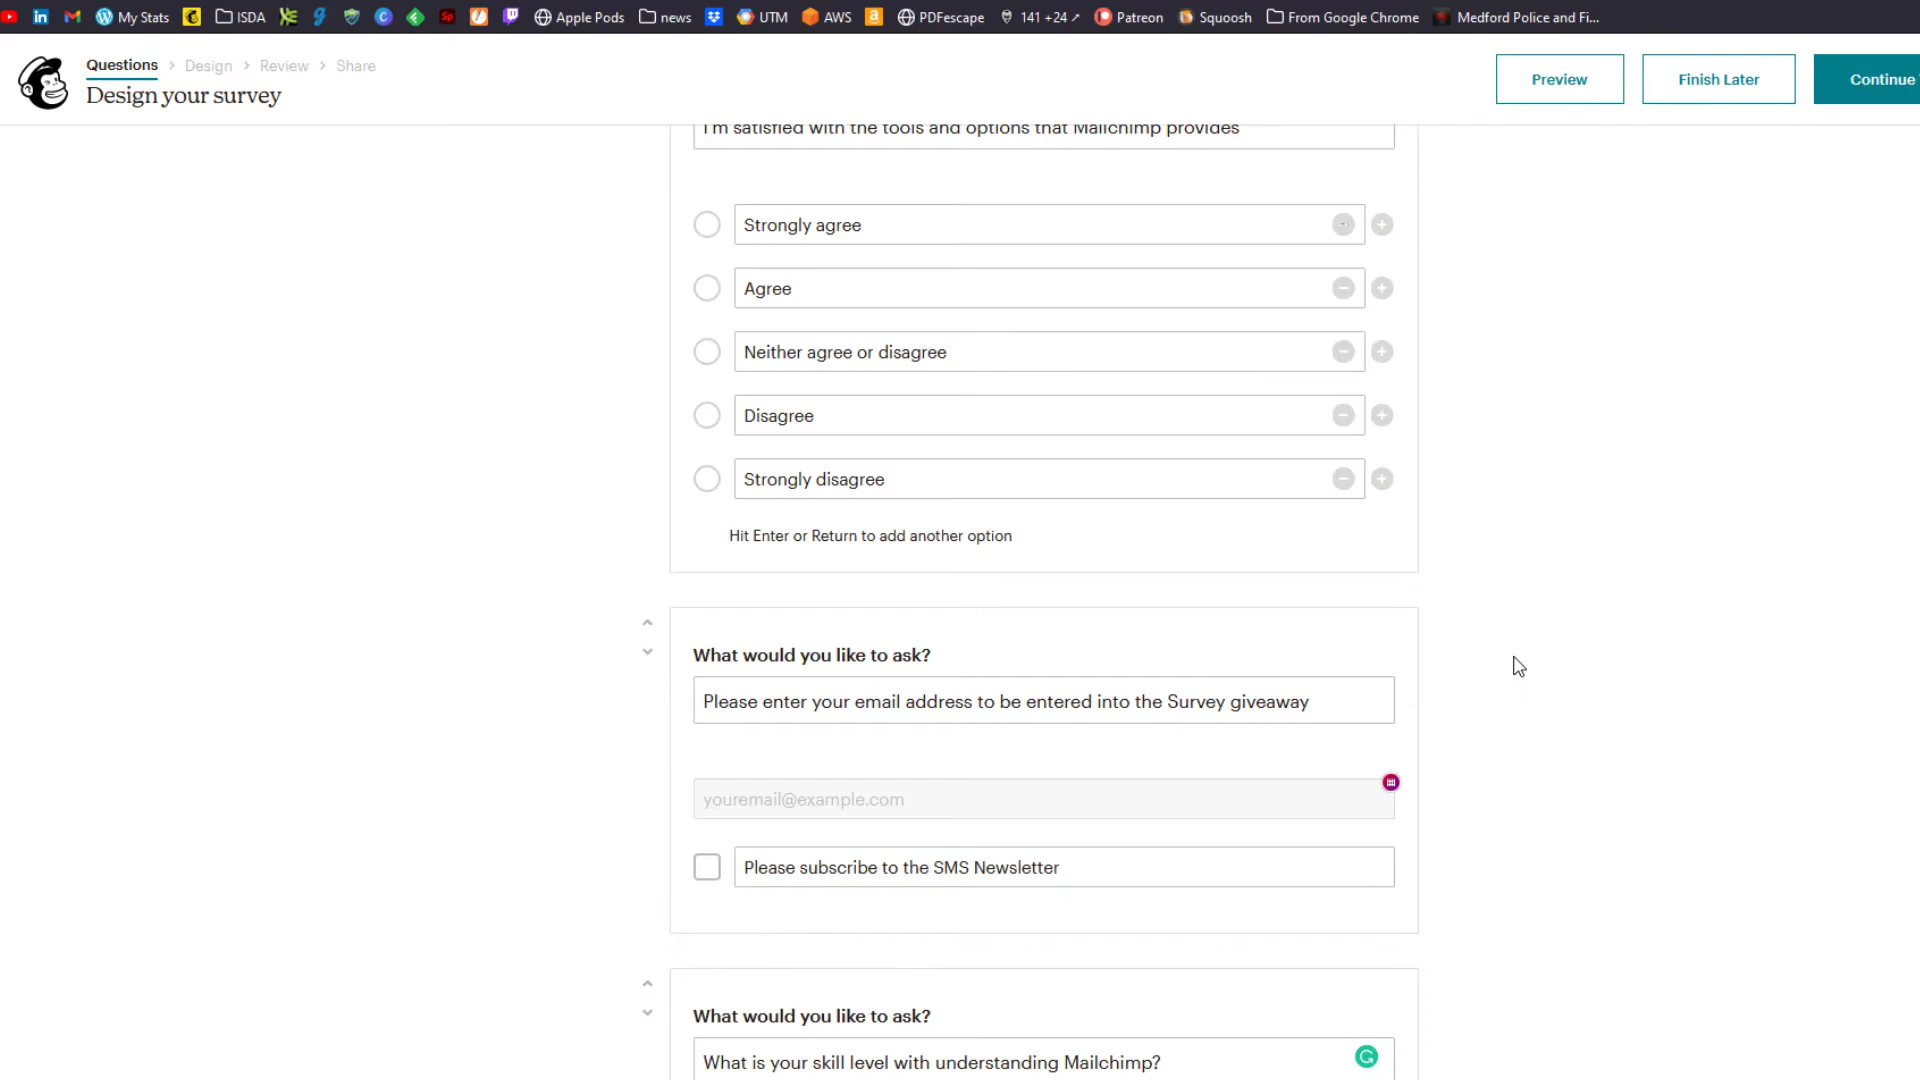 My Stats ISDA Apple Pods news UTM AWS PDFescape 141 +24 Patreon Squoosh From Google Chrome Medford Police and Fi...
Questions > Design > Review > Share
Design your survey
Preview
Finish Later
Continue
I'm satisfied with the tools and options that Mailchimp provides
Strongly agree
Agree
Neither agree or disagree
Disagree
Strongly disagree
Hit Enter or Return to add another option
What would you like to ask?
Please enter your email address to be entered into the Survey giveaway
youremail@example.com
Please subscribe to the SMS Newsletter
What would you like to ask?
What is your skill level with understanding Mailchimp?